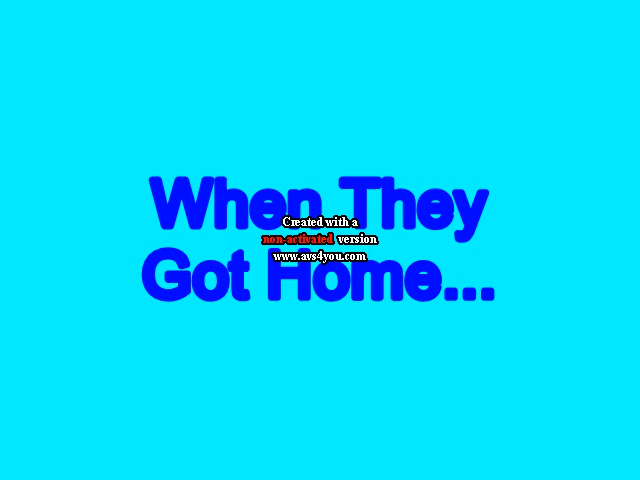 When They
Created with a
non-activated version
www.avs4you.com
Got Home...